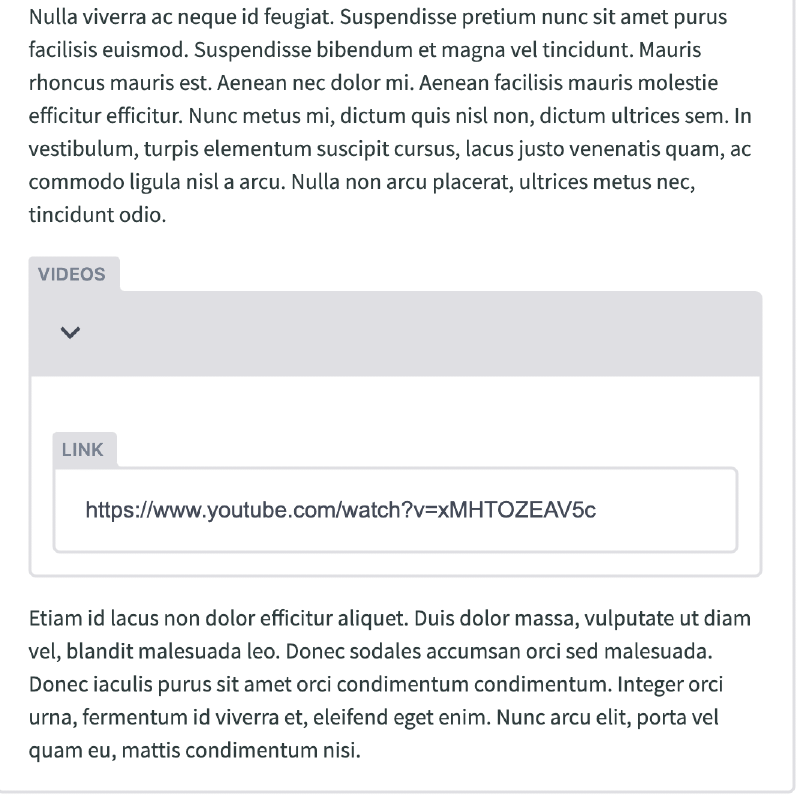 Nulla viverra ac neque id feugiat. Suspendisse pretium nunc sit amet purus
facilisis euismod. Suspendisse bibendum et magna vel tincidunt. Mauris
rhoncus mauris est. Aenean nec dolor mi. Aenean facilisis mauris molestie
efficitur efficitur. Nunc metus mi, dictum quis nisl non, dictum ultrices sem. In
vestibulum, turpis elementum suscipit cursus, lacus justo venenatis quam, ac
commodo ligula nisl a arcu. Nulla non arcu placerat, ultrices metus nec,
tincidunt odio.
VIDEOS
LINK
https://www.youtube.com/watch?v=xMHTOZEAV5c
Etiam id lacus non dolor efficitur aliquet. Duis dolor massa, vulputate ut diam
vel, blandit malesuada leo. Donec sodales accumsan orci sed malesuada.
Donec iaculis purus sit amet orci condimentum condimentum. Integer orci
urna, fermentum id viverra et, eleifend eget enim. Nunc arcu elit, porta vel
quam eu, mattis condimentum nisi.